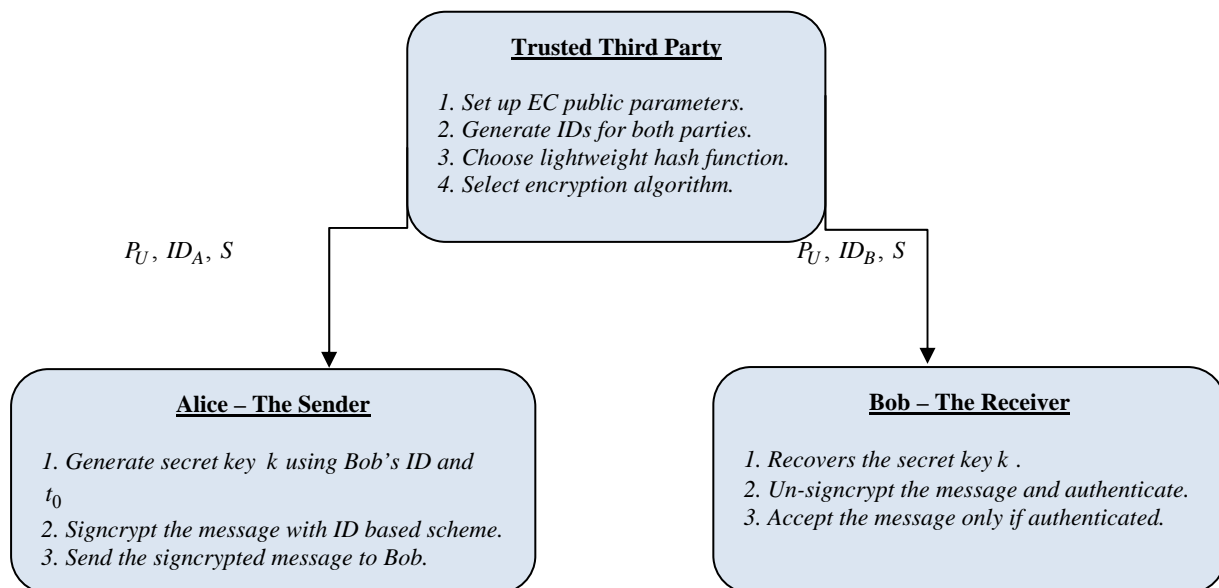 Trusted Third Party
1. Set up EC public parameters.
2. Generate IDs for both parties.
3. Choose lightweight hash function.
4. Select encryption algorithm.
P_U, ID_A, S
P_U, ID_B, S
Alice – The Sender
1. Generate secret key k using Bob's ID and
t_0
2. Signcrypt the message with ID based scheme.
3. Send the signcrypted message to Bob.
Bob – The Receiver
1. Recovers the secret key k .
2. Un-signcrypt the message and authenticate.
3. Accept the message only if authenticated.